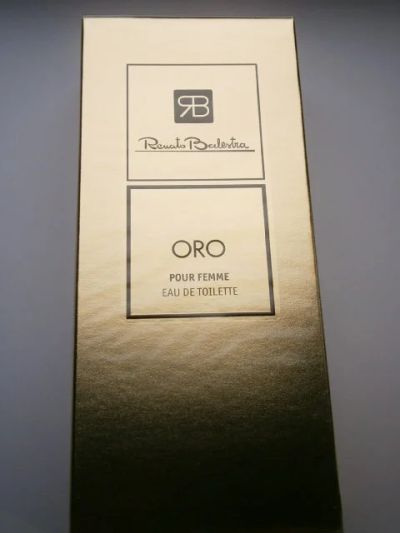 RB
Renato Balestra
ORO
POUR FEMME
EAU DE TOILETTE